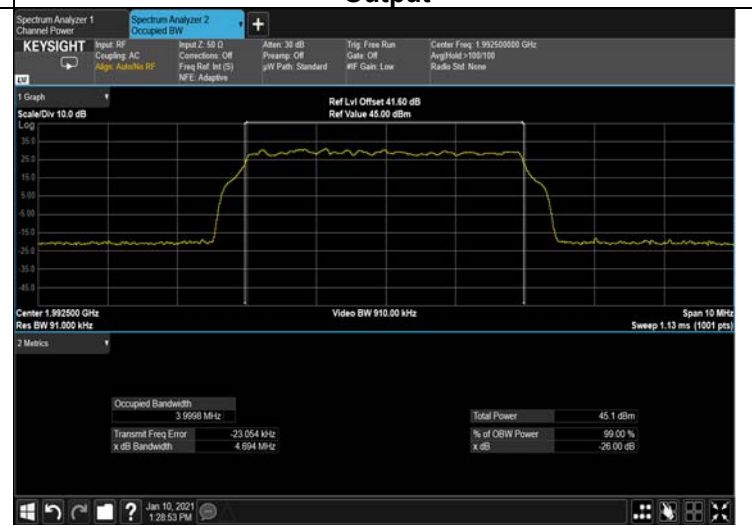 Output
Spectrum Analyzer 1
Channel Power
Spectrum Analyzer 2
Occupied BW
KEYSIGHT
Input: RF
Coupling: AC
Align: Auto/No RF
Input Z: 50 Ω
Corrections: Off
Freq Ref: Int (S)
NFE: Adaptive
Atten: 30 dB
Preamp: Off
µW Path: Standard
Trig: Free Run
Gate: Off
#IF Gain: Low
Center Freq: 1.992500000 GHz
Avg|Hold:>100/100
Radio Std: None
1 Graph
Scale/Div 10.0 dB
Ref Lvl Offset 41.60 dB
Ref Value 45.00 dBm
Log
35.0
25.0
15.0
5.00
-5.00
-15.0
-25.0
-35.0
-45.0
Center 1.992500 GHz
Res BW 91.000 kHz
Video BW 910.00 kHz
Span 10 MHz
Sweep 1.13 ms (1001 pts)
2 Metrics
Occupied Bandwidth
3.9998 MHz
Transmit Freq Error -23.054 kHz
x dB Bandwidth 4.694 MHz
Total Power 45.1 dBm
% of OBW Power 99.00 %
x dB -26.00 dB
Jan 10, 2021
1:28:53 PM